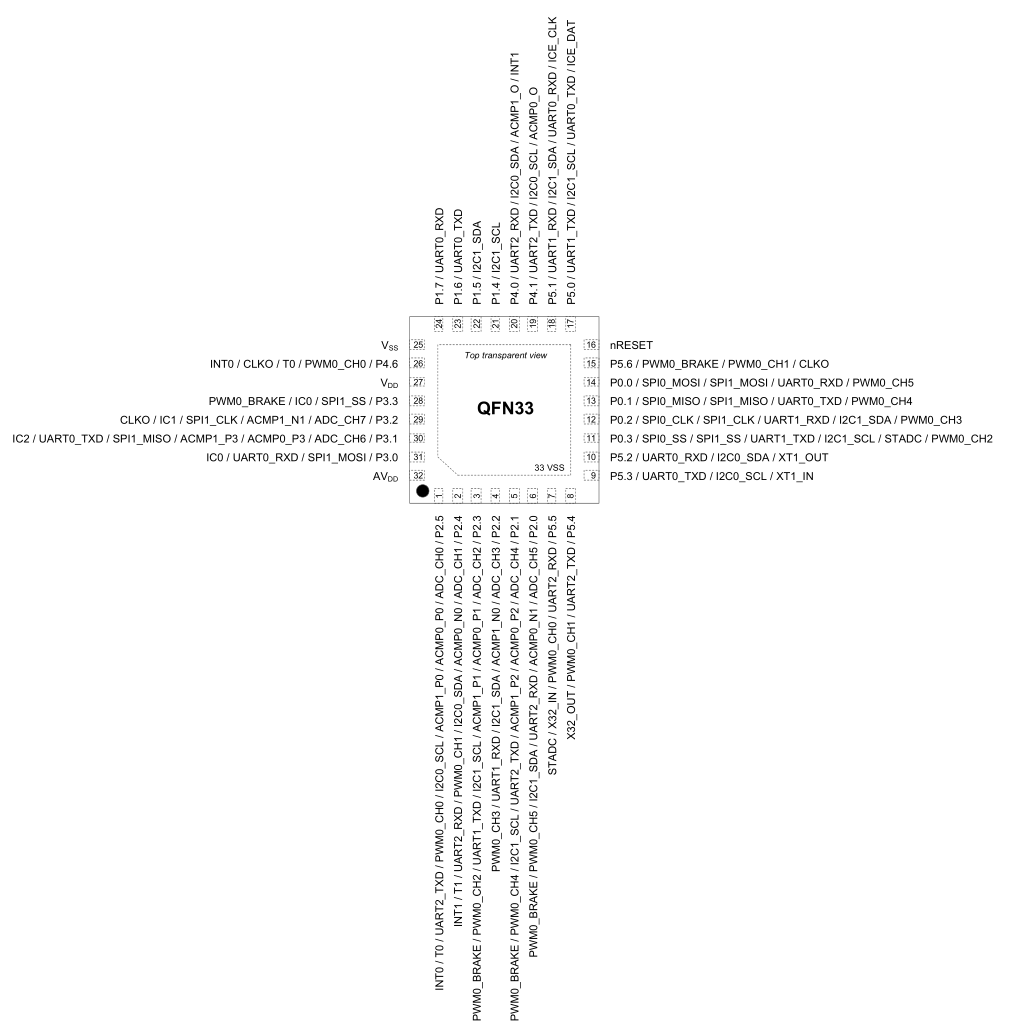 P1.7 / UART0_RXD
P1.6 / UART0_TXD
P1.5 / I2C1_SDA
P1.4 / I2C1_SCL
P4.0 / UART2_RXD / I2C0_SDA / ACMP1_O / INT1
P4.1 / UART2_TXD / I2C0_SCL / ACMP0_O
P5.1 / UART1_RXD / I2C1_SDA / UART0_RXD / ICE_CLK
P5.0 / UART1_TXD / I2C1_SCL / UART0_TXD / ICE_DAT
24 23 22 21 20 19 18 17
VSS 25
INT0 / CLKO / T0 / PWM0_CH0 / P4.6 26
VDD 27
PWM0_BRAKE / IC0 / SPI1_SS / P3.3 28
CLKO / IC1 / SPI1_CLK / ACMP1_N1 / ADC_CH7 / P3.2 29
IC2 / UART0_TXD / SPI1_MISO / ACMP1_P3 / ACMP0_P3 / ADC_CH6 / P3.1 30
IC0 / UART0_RXD / SPI1_MOSI / P3.0 31
AVDD 32
Top transparent view
QFN33
33 VSS
16 nRESET
15 P5.6 / PWM0_BRAKE / PWM0_CH1 / CLKO
14 P0.0 / SPI0_MOSI / SPI1_MOSI / UART0_RXD / PWM0_CH5
13 P0.1 / SPI0_MISO / SPI1_MISO / UART0_TXD / PWM0_CH4
12 P0.2 / SPI0_CLK / SPI1_CLK / UART1_RXD / I2C1_SDA / PWM0_CH3
11 P0.3 / SPI0_SS / SPI1_SS / UART1_TXD / I2C1_SCL / STADC / PWM0_CH2
10 P5.2 / UART0_RXD / I2C0_SDA / XT1_OUT
9 P5.3 / UART0_TXD / I2C0_SCL / XT1_IN
1 2 3 4 5 6 7 8
INT0 / T0 / UART2_TXD / PWM0_CH0 / I2C0_SCL / ACMP1_P0 / ACMP0_P0 / ADC_CH0 / P2.5
INT1 / T1 / UART2_RXD / PWM0_CH1 / I2C0_SDA / ACMP0_N0 / ADC_CH1 / P2.4
PWM0_BRAKE / PWM0_CH2 / UART1_TXD / I2C1_SCL / ACMP1_P1 / ACMP0_P1 / ADC_CH2 / P2.3
PWM0_CH3 / UART1_RXD / I2C1_SDA / ACMP1_N0 / ADC_CH3 / P2.2
PWM0_BRAKE / PWM0_CH4 / I2C1_SCL / UART2_TXD / ACMP1_P2 / ACMP0_P2 / ADC_CH4 / P2.1
PWM0_BRAKE / PWM0_CH5 / I2C1_SDA / UART2_RXD / ACMP0_N1 / ADC_CH5 / P2.0
STADC / X32_IN / PWM0_CH0 / UART2_RXD / P5.5
X32_OUT / PWM0_CH1 / UART2_TXD / P5.4